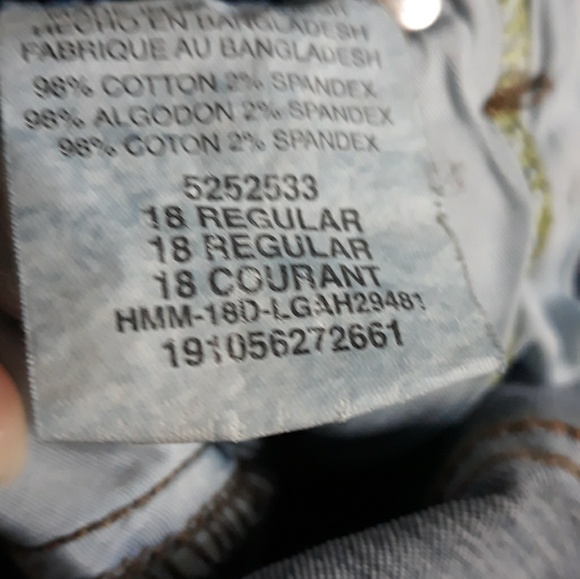 HECHO EN BANGLADESH
FABRIQUE AU BANGLADESH
98% COTTON 2% SPANDEX
98% ALGODON 2% SPANDEX
98% COTON 2% SPANDEX
5252533
18 REGULAR
18 REGULAR
18 COURANT
HMM-18D-LGAH29481
191056272661